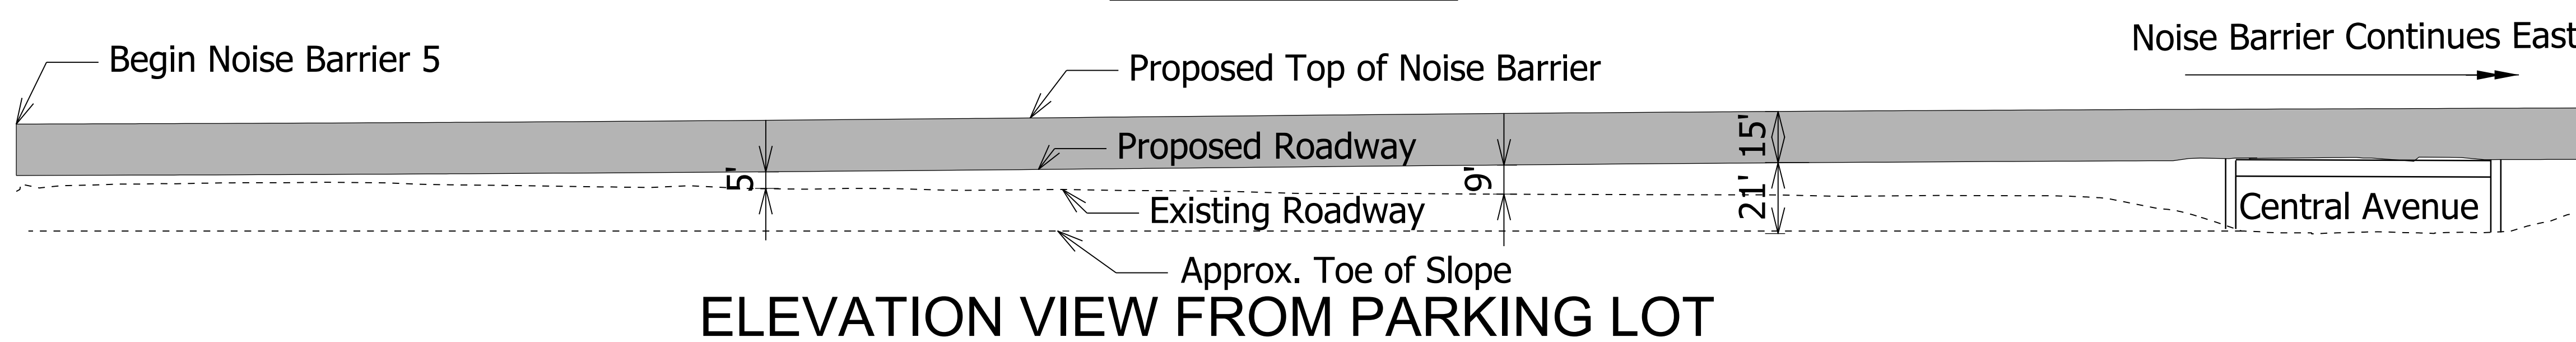 Noise Barrier Continues East
Begin Noise Barrier 5
Proposed Top of Noise Barrier
Proposed Roadway
5'
9'
15'
21'
Existing Roadway
Central Avenue
Approx. Toe of Slope
ELEVATION VIEW FROM PARKING LOT